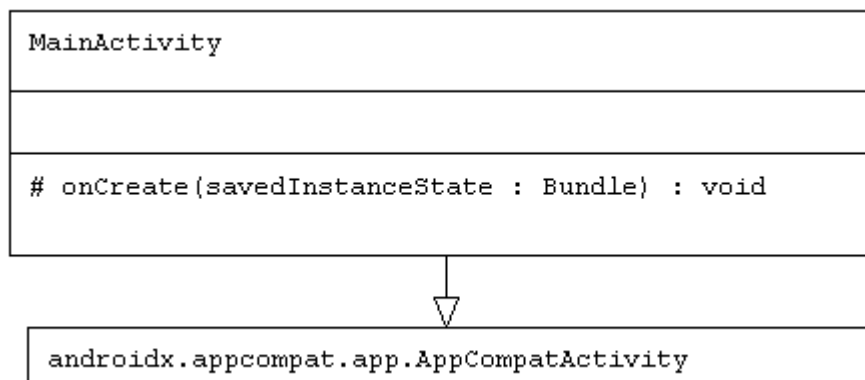 MainActivity
# onCreate(savedInstanceState : Bundle) : void
androidx.appcompat.app.AppCompatActivity